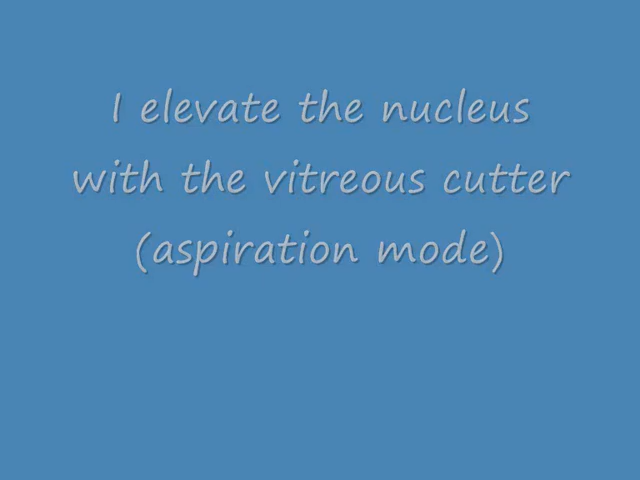 I elevate the nucleus
with the vitreous cutter
(aspiration mode)